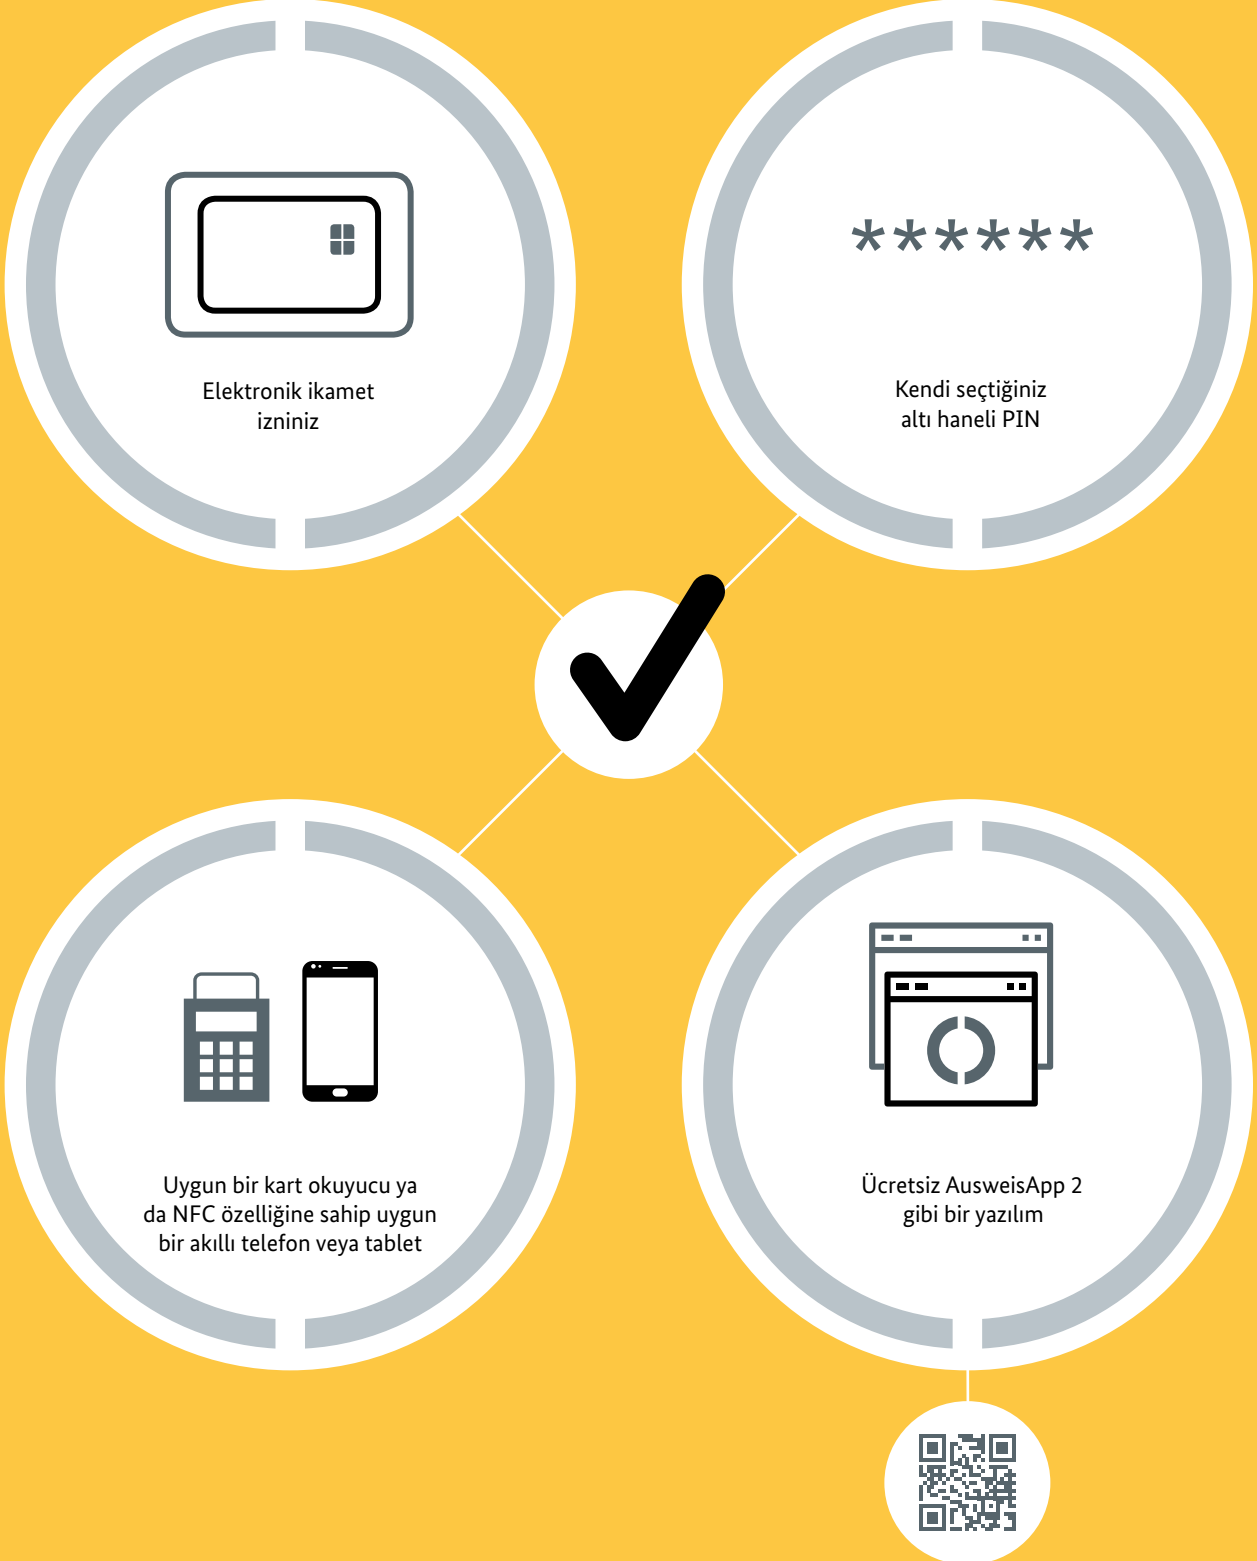 Elektronik ikamet
izniniz
******
Kendi seçtiğiniz
altı haneli PIN
Uygun bir kart okuyucu ya
da NFC özelliğine sahip uygun
bir akıllı telefon veya tablet
Ücretsiz AusweisApp 2
gibi bir yazılım